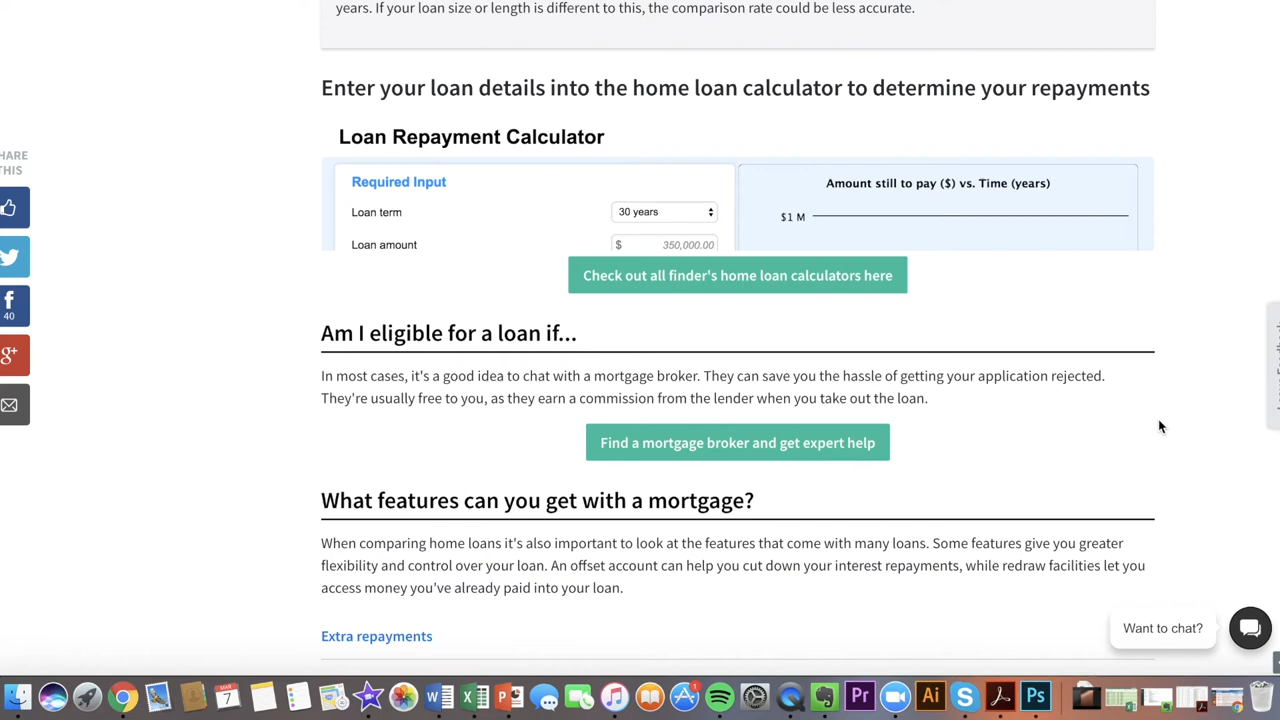 years. If your loan size or length is different to this, the comparison rate could be less accurate.
Enter your loan details into the home loan calculator to determine your repayments
Loan Repayment Calculator
Required Input
Loan term
30 years
Loan amount
$ 350,000.00
Amount still to pay ($) vs. Time (years)
$1 M
Check out all finder's home loan calculators here
HARE
THIS
40
g+
Am I eligible for a loan if...
In most cases, it's a good idea to chat with a mortgage broker. They can save you the hassle of getting your application rejected.
They're usually free to you, as they earn a commission from the lender when you take out the loan.
Find a mortgage broker and get expert help
What features can you get with a mortgage?
When comparing home loans it's also important to look at the features that come with many loans. Some features give you greater
flexibility and control over your loan. An offset account can help you cut down your interest repayments, while redraw facilities let you
access money you've already paid into your loan.
Extra repayments
Want to chat?
MAR
7
W
X
P
1
Pr
Ai
S
Ps